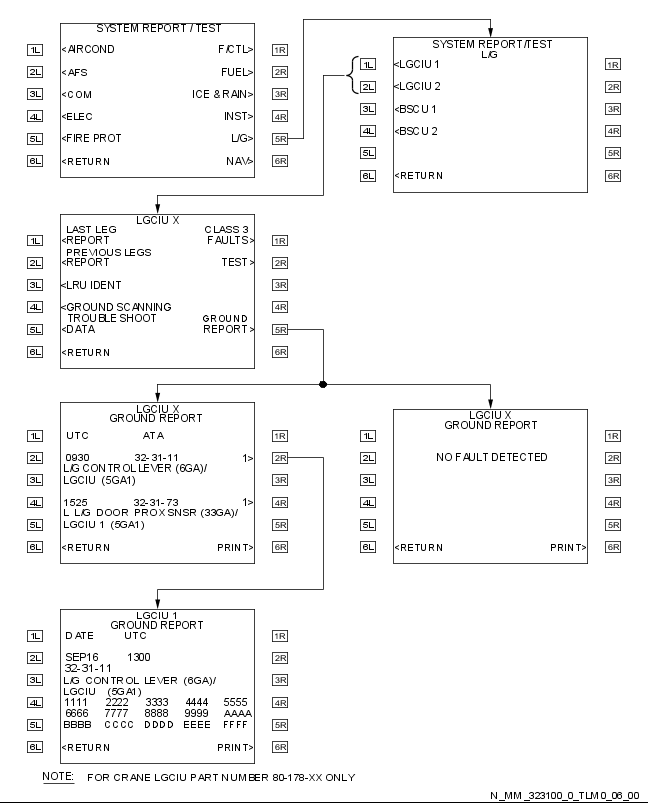 SYSTEM REPORT / TEST
1L <AIRCOND F/CTL> 1R
2L <AFS FUEL> 2R
3L <COM ICE & RAIN> 3R
4L <ELEC INST> 4R
5L <FIRE PROT L/G> 5R
6L <RETURN NAV> 6R
SYSTEM REPORT/TEST
L/G
1L <LGCIU 1 1R
2L <LGCIU 2 2R
3L <BSCU 1 3R
4L <BSCU 2 4R
5L 5R
6L <RETURN 6R
LGCIU X
LAST LEG CLASS 3
1L <REPORT FAULTS> 1R
PREVIOUS LEGS
2L <REPORT TEST> 2R
3L <LRU IDENT 3R
4L <GROUND SCANNING 4R
TROUBLE SHOOT GROUND
5L <DATA REPORT> 5R
6L <RETURN 6R
LGCIU X
GROUND REPORT
1L UTC ATA 1R
2L 0930 32-31-11 1> 2R
L/G CONTROL LEVER (6GA)/
3L LGCIU (5GA1) 3R
4L 1525 32-31-73 1> 4R
L L/G DOOR PROX SNSR (33GA)/
5L LGCIU 1 (5GA1) 5R
6L <RETURN PRINT> 6R
LGCIU X
GROUND REPORT
1L 1R
2L NO FAULT DETECTED 2R
3L 3R
4L 4R
5L 5R
6L <RETURN PRINT> 6R
LGCIU 1
GROUND REPORT
1L DATE UTC 1R
2L SEP16 1300 2R
32-31-11
3L L/G CONTROL LEVER (6GA)/ 3R
LGCIU (5GA1)
4L 1111 2222 3333 4444 5555 4R
6666 7777 8888 9999 AAAA
5L BBBB CCCC DDDD EEEE FFFF 5R
6L <RETURN PRINT> 6R
NOTE: FOR CRANE LGCIU PART NUMBER 80-178-XX ONLY
N_MM_323100_0_TLM0_06_00